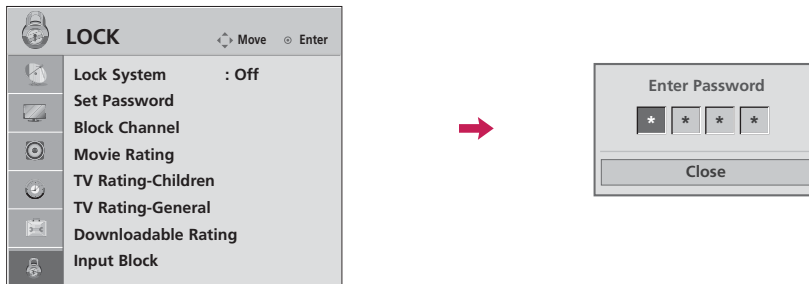 LOCK Move Enter
Lock System : Off
Set Password
Block Channel
Movie Rating
TV Rating-Children
TV Rating-General
Downloadable Rating
Input Block
Enter Password
* * * *
Close